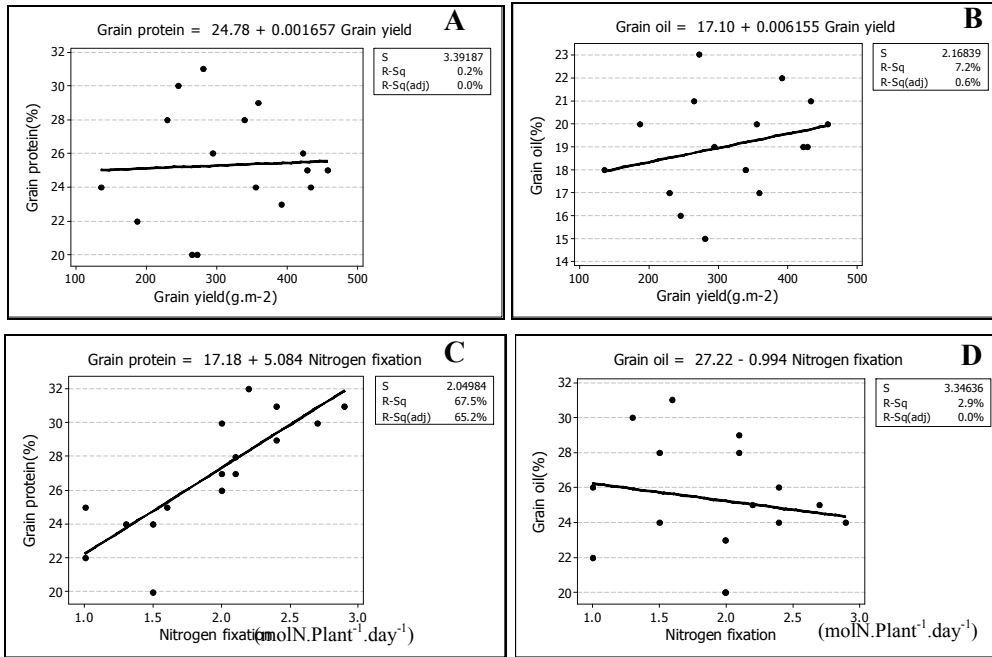 A
Grain protein = 24.78 + 0.001657 Grain yield
S 3.39187
R-Sq 0.2%
R-Sq(adj) 0.0%
Grain protein(%)
32
30
28
26
24
22
20
100 200 300 400 500
Grain yield(g.m-2)
B
Grain oil = 17.10 + 0.006155 Grain yield
S 2.16839
R-Sq 7.2%
R-Sq(adj) 0.6%
Grain oil(%)
23
22
21
20
19
18
17
16
15
14
100 200 300 400 500
Grain yield(g.m-2)
C
Grain protein = 17.18 + 5.084 Nitrogen fixation
S 2.04984
R-Sq 67.5%
R-Sq(adj) 65.2%
Grain protein(%)
32
30
28
26
24
22
20
1.0 1.5 2.0 2.5 3.0
Nitrogen fixation(molN.Plant⁻¹.day⁻¹)
D
Grain oil = 27.22 - 0.994 Nitrogen fixation
S 3.34636
R-Sq 2.9%
R-Sq(adj) 0.0%
Grain oil(%)
32
30
28
26
24
22
20
1.0 1.5 2.0 2.5 3.0
Nitrogen fixation (molN.Plant⁻¹.day⁻¹)